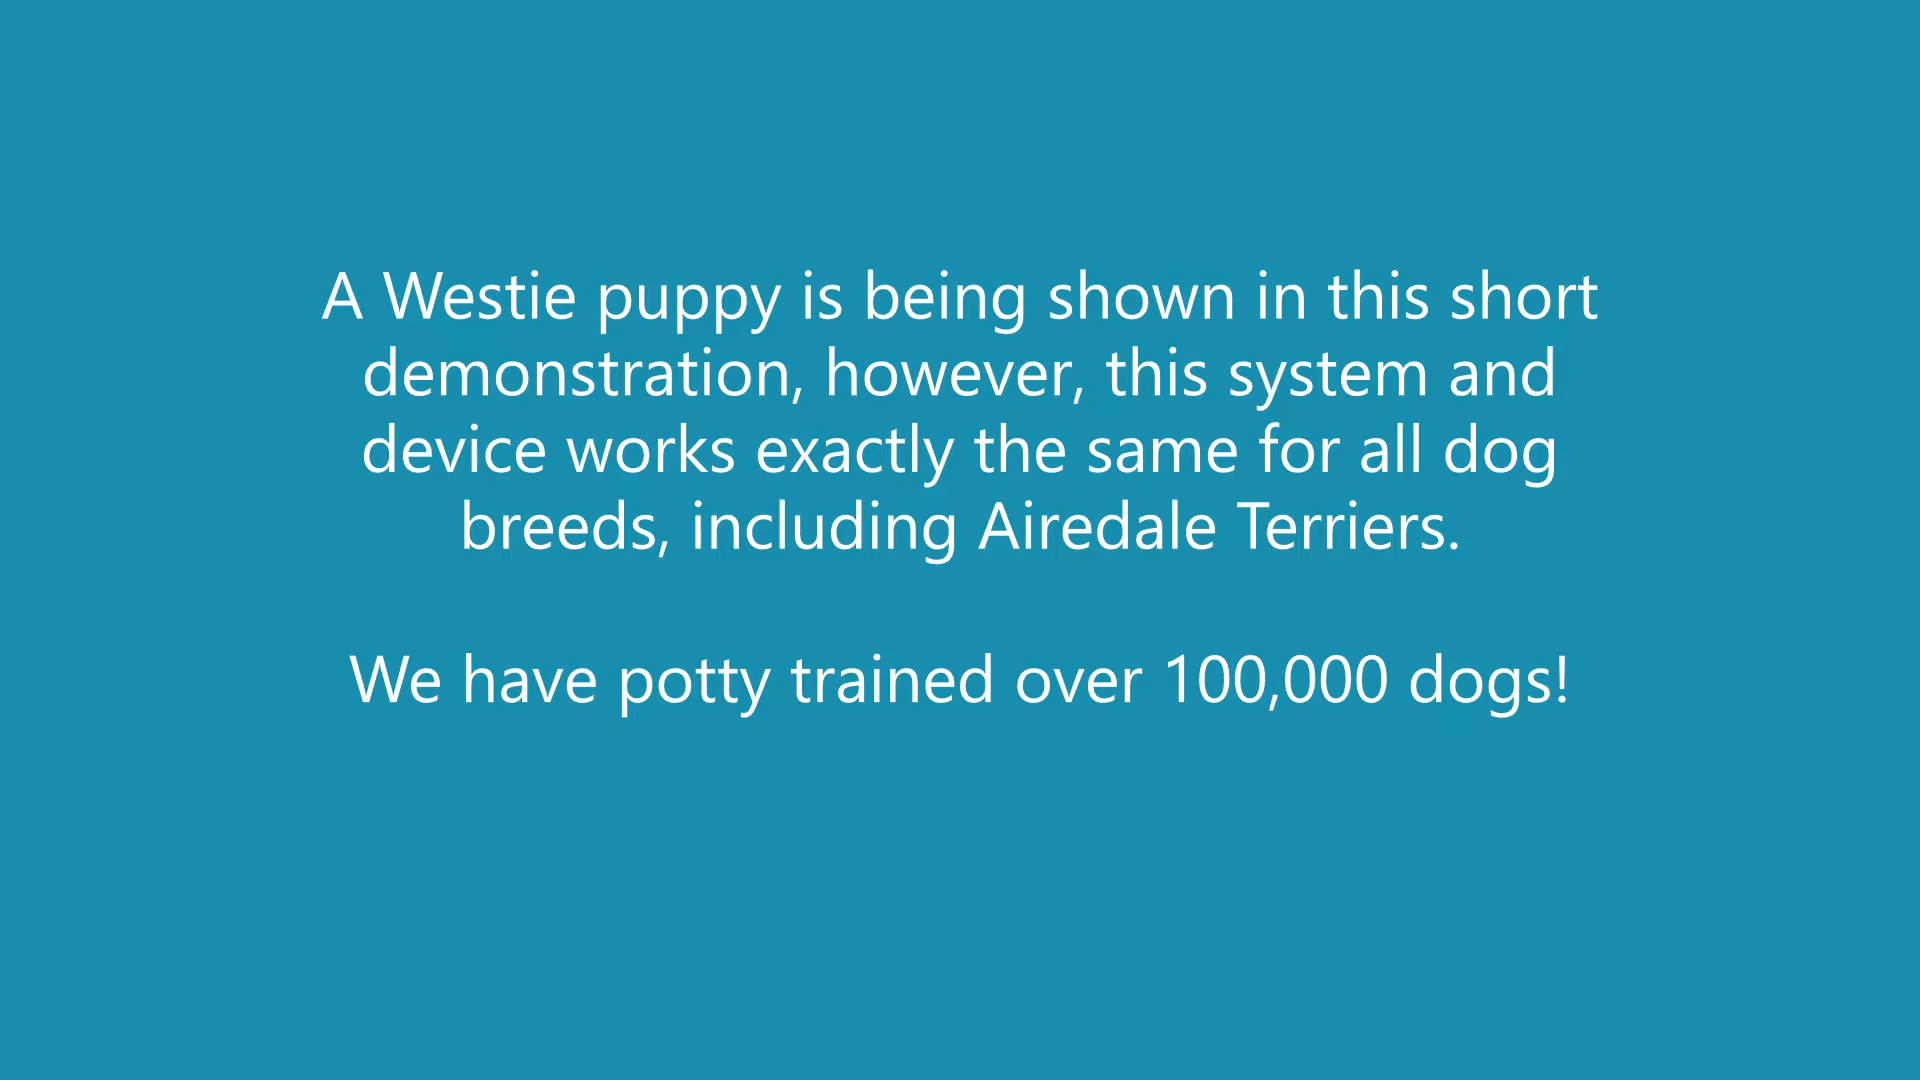 A Westie puppy is being shown in this short
demonstration, however, this system and
device works exactly the same for all dog
breeds, including Airedale Terriers.
We have potty trained over 100,000 dogs!